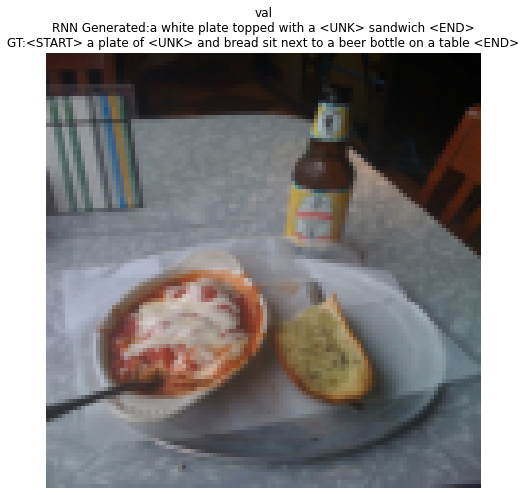 val
RNN Generated:a white plate topped with a <UNK> sandwich <END>
GT:<START> a plate of <UNK> and bread sit next to a beer bottle on a table <END>